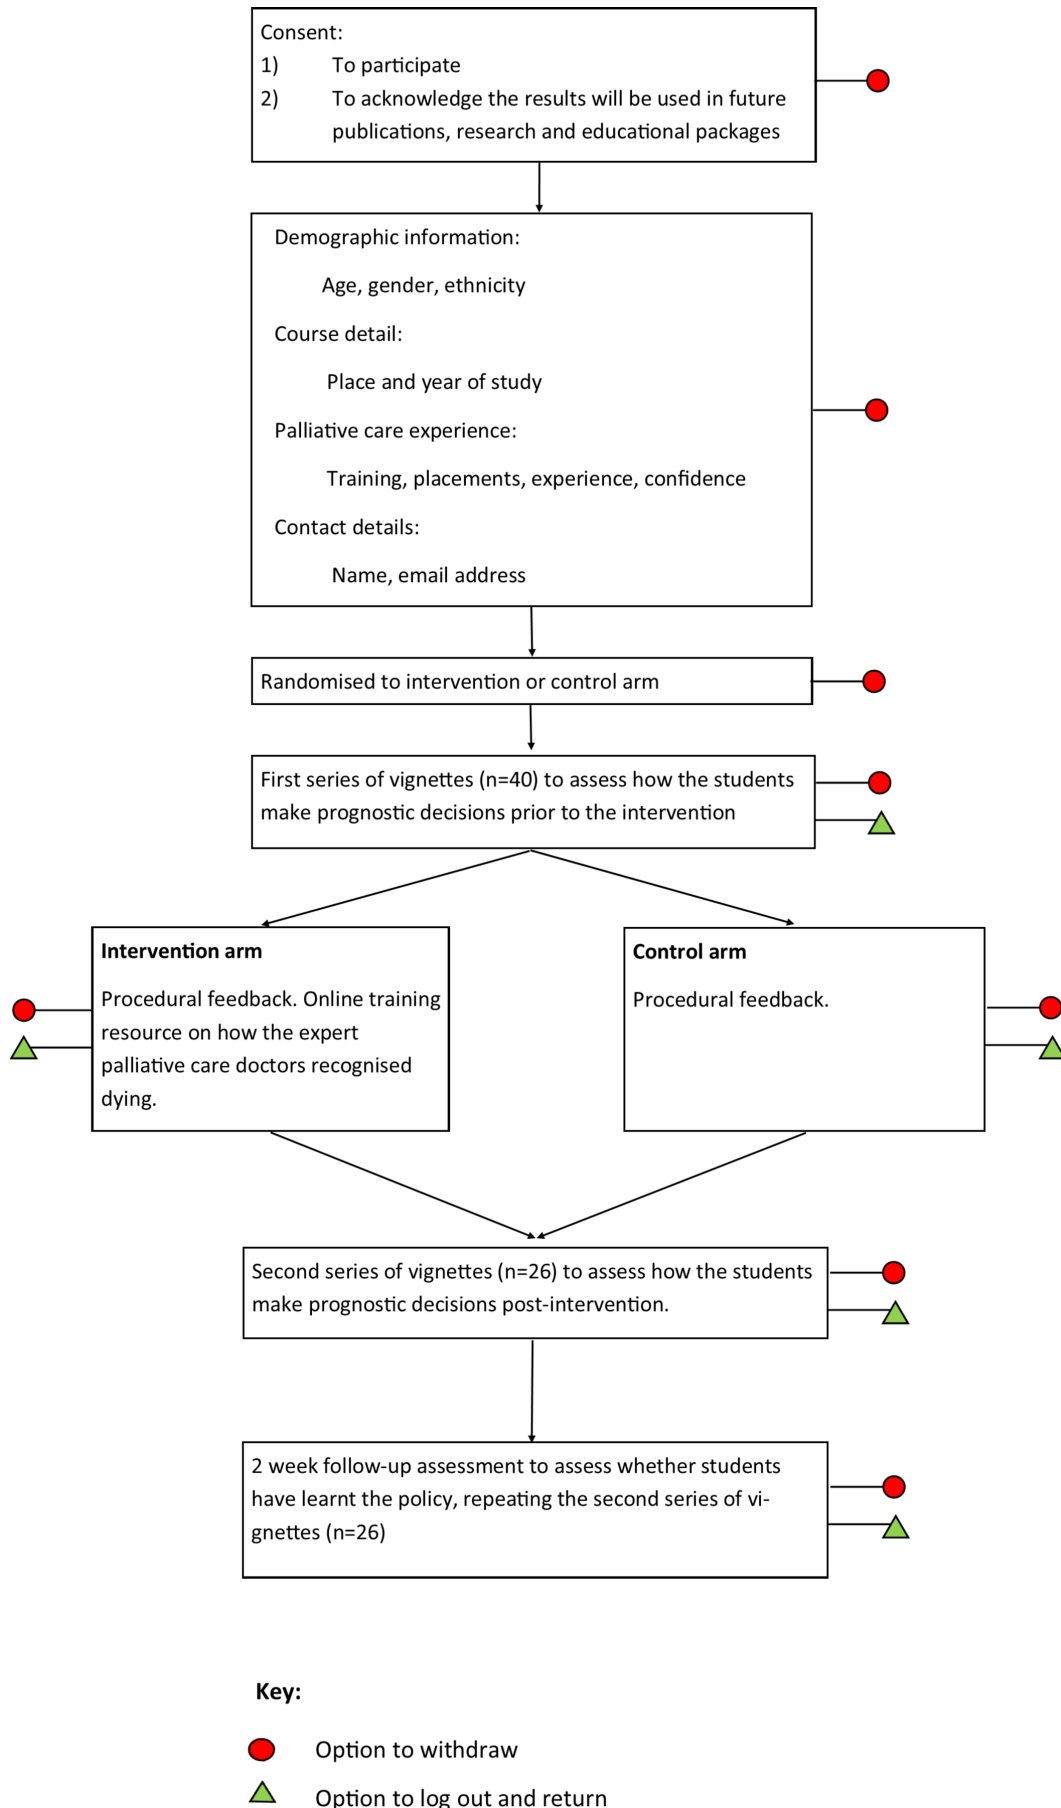 Consent:
1) To participate
2) To acknowledge the results will be used in future
publications, research and educational packages
Demographic information:
Age, gender, ethnicity
Course detail:
Place and year of study
Palliative care experience:
Training, placements, experience, confidence
Contact details:
Name, email address
Randomised to intervention or control arm
First series of vignettes (n=40) to assess how the students
make prognostic decisions prior to the intervention
Intervention arm
Procedural feedback. Online training
resource on how the expert
palliative care doctors recognised
dying.
Control arm
Procedural feedback.
Second series of vignettes (n=26) to assess how the students
make prognostic decisions post-intervention.
2 week follow-up assessment to assess whether students
have learnt the policy, repeating the second series of vi-
gnettes (n=26)
Key:
Option to withdraw
Option to log out and return